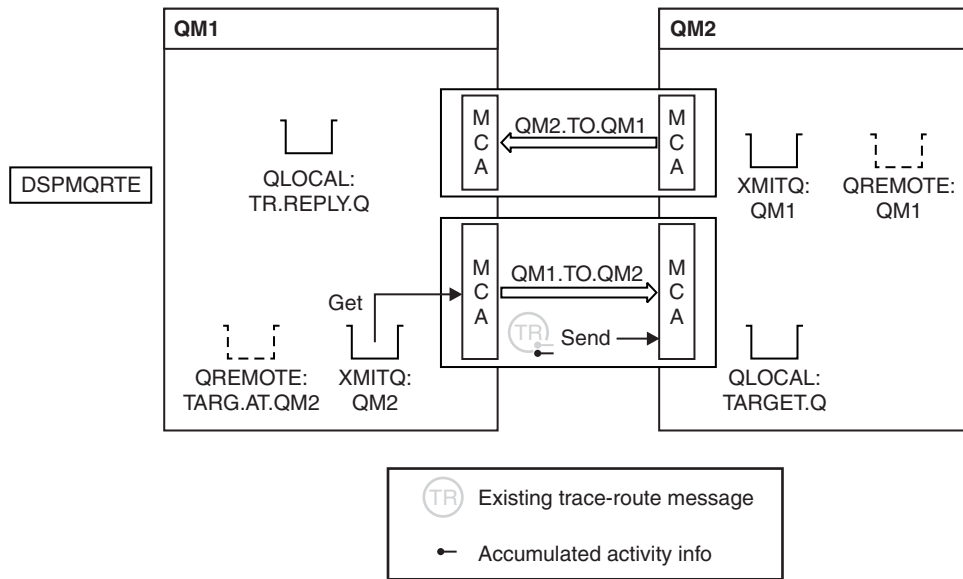 QM1
QM2
M
C
A
QM2.TO.QM1
M
C
A
DSPMQRTE
QLOCAL:
TR.REPLY.Q
XMITQ:
QM1
QREMOTE:
QM1
M
C
A
QM1.TO.QM2
M
C
A
Get
TR
Send
QREMOTE:
TARG.AT.QM2
XMITQ:
QM2
QLOCAL:
TARGET.Q
TR Existing trace-route message
Accumulated activity info